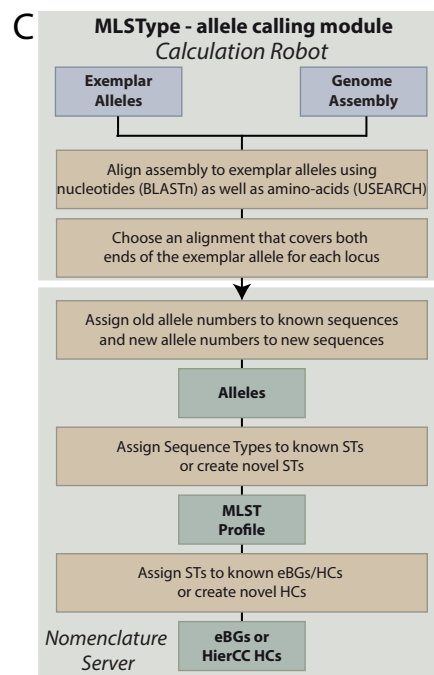 C
MLSType - allele calling module
Calculation Robot
Exemplar
Alleles
Genome
Assembly
Align assembly to exemplar alleles using
nucleotides (BLASTn) as well as amino-acids (USEARCH)
Choose an alignment that covers both
ends of the exemplar allele for each locus
Assign old allele numbers to known sequences
and new allele numbers to new sequences
Alleles
Assign Sequence Types to known STs
or create novel STs
MLST
Profile
Assign STs to known eBGs/HCs
or create novel HCs
Nomenclature
Server
eBGs or
HierCC HCs